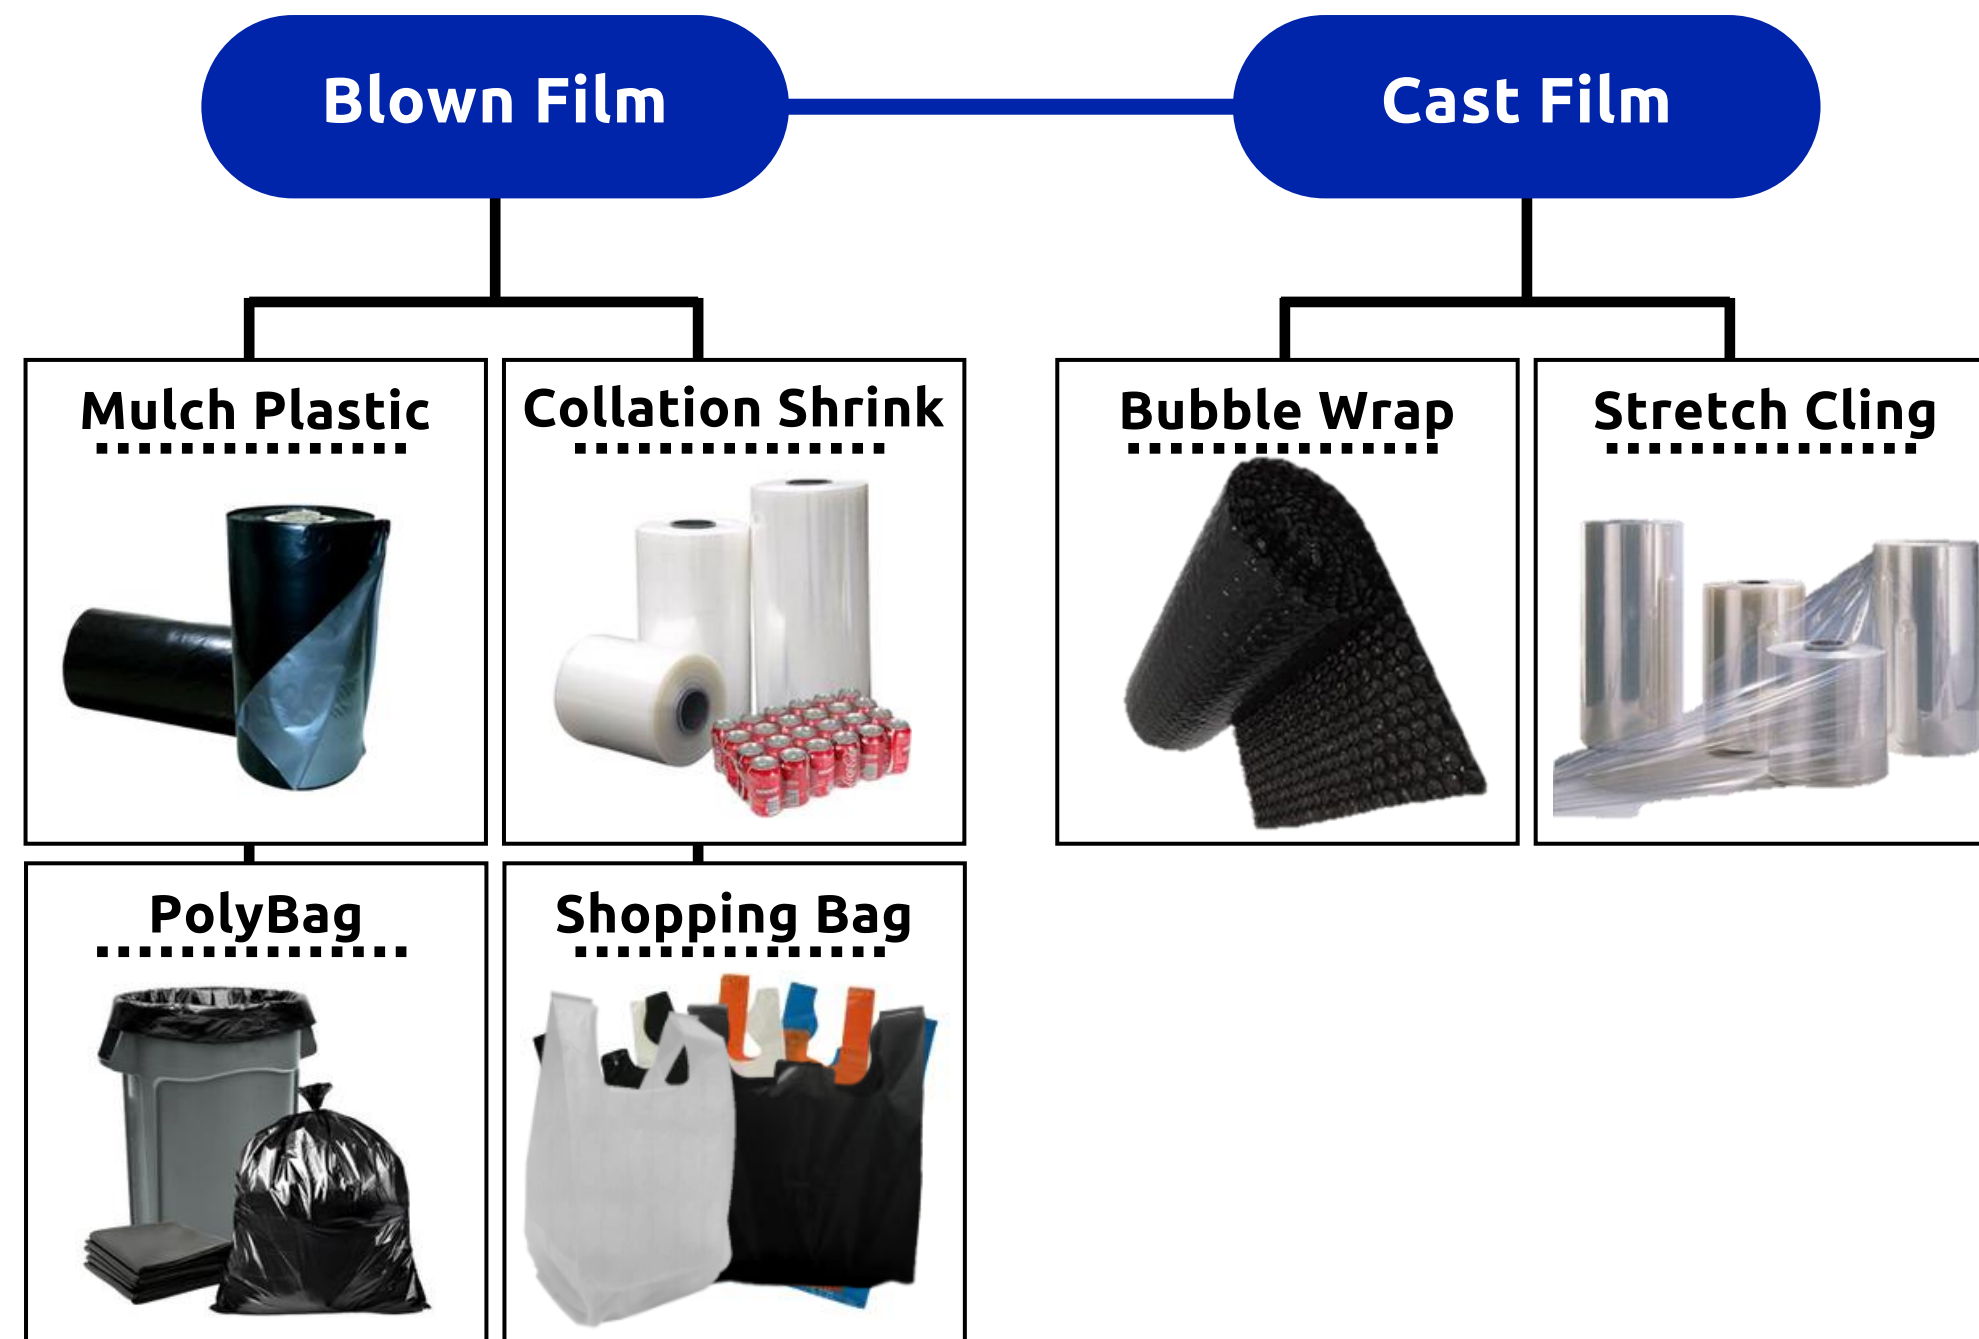 Blown Film
Cast Film
Mulch Plastic
Collation Shrink
Bubble Wrap
Stretch Cling
PolyBag
Shopping Bag